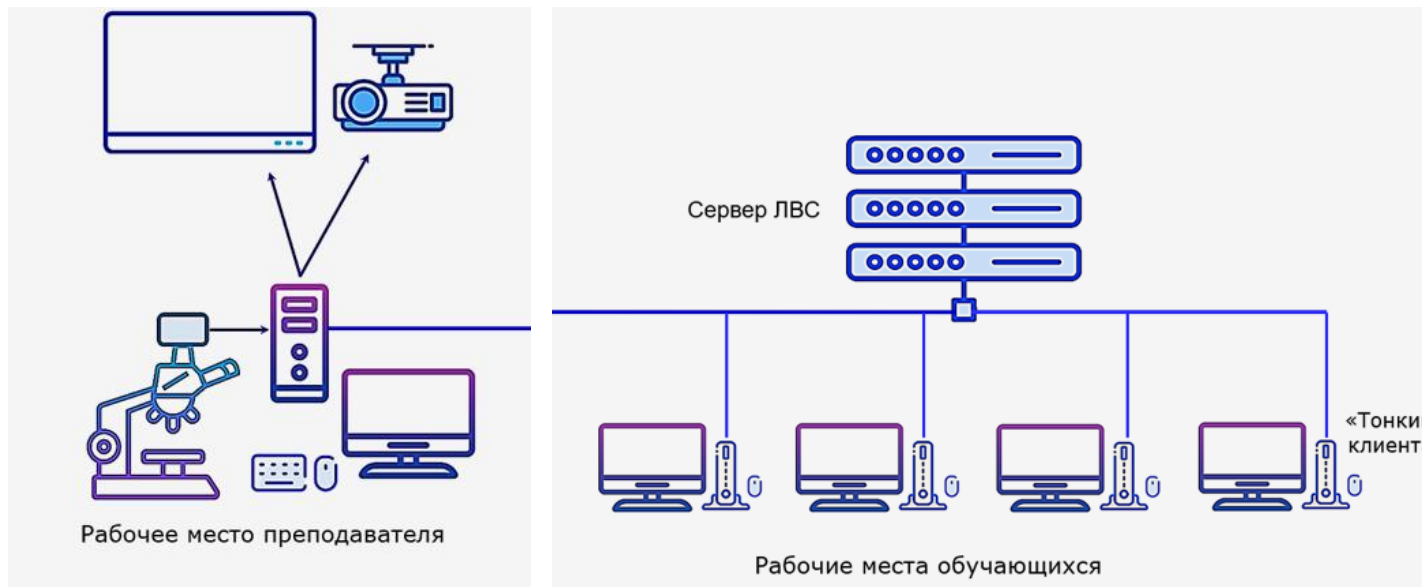 Рабочее место преподавателя
Сервер ЛВС
«Тонки
клиент
Рабочие места обучающихся